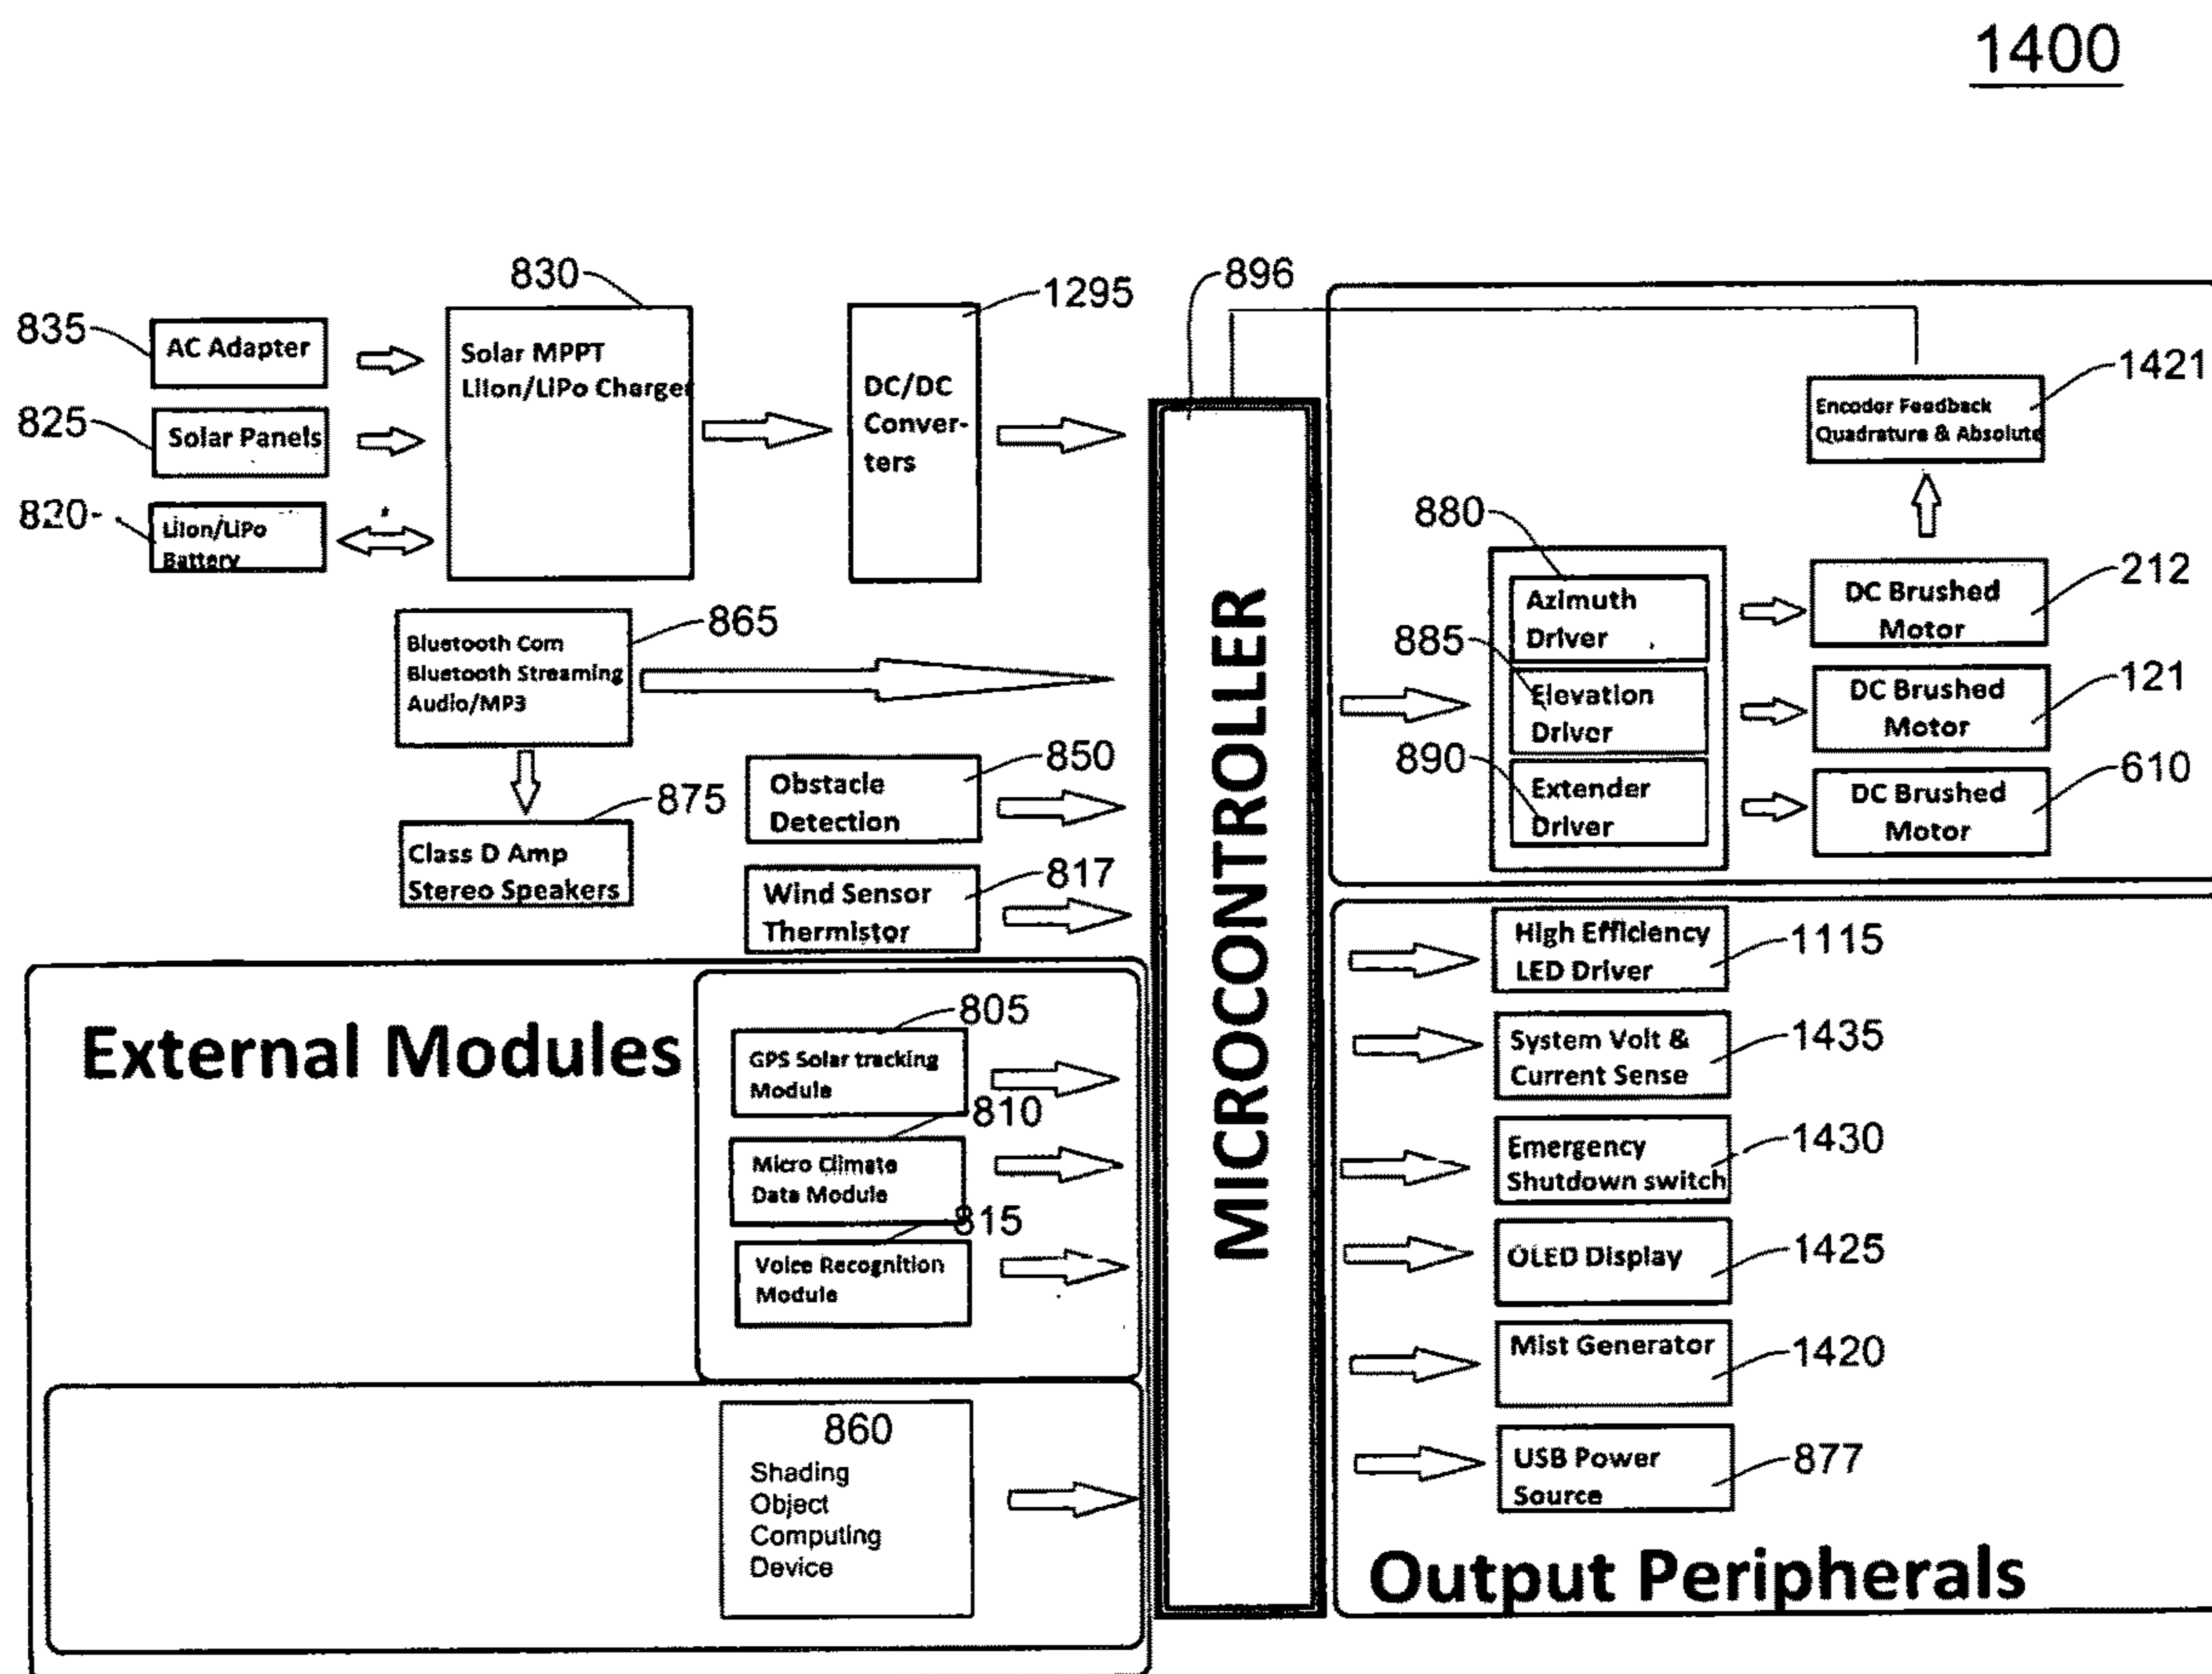 1400
830
1295
896
835
AC Adapter
Solar MPPT
LiIon/LiPo Charger
DC/DC
Conver-
ters
825
Solar Panels
820
LiIon/LiPo
Battery
1421
Encodor Feedback
Quadrature & Absolute
880
Azimuth
Driver
DC Brushed
Motor
212
885
Elevation
Driver
DC Brushed
Motor
121
890
Extender
Driver
DC Brushed
Motor
610
865
Bluetooth Com
Bluetooth Streaming
Audio/MP3
875
Class D Amp
Stereo Speakers
850
Obstacle
Detection
817
Wind Sensor
Thermistor
MICROCONTROLLER
External Modules
805
GPS Solar tracking
Module
810
Micro Climate
Data Module
815
Voice Recognition
Module
860
Shading
Object
Computing
Device
High Efficiency
LED Driver
1115
System Volt &
Current Sense
1435
Emergency
Shutdown switch
1430
OLED Display
1425
Mist Generator
1420
USB Power
Source
877
Output Peripherals